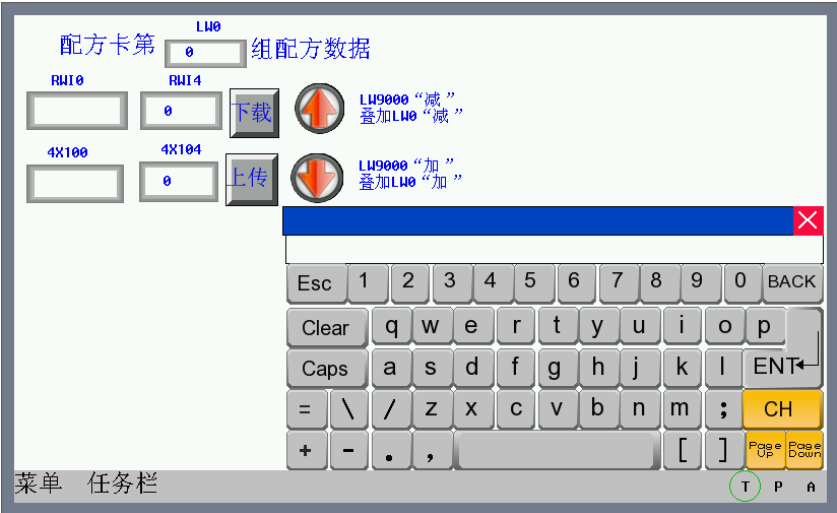 LW0
配方卡第 0 组配方数据
RWI0 RWI4
0 下载
LW9000“减”
叠加LW0“减”
4X100 4X104
0 上传
LW9000“加”
叠加LW0“加”
Esc 1 2 3 4 5 6 7 8 9 0 BACK
Clear q w e r t y u i o p
Caps a s d f g h j k l ENT
= \ / z x c v b n m ; CH
+ - . , [ ] Page Up Page Down
菜单 任务栏 T P A